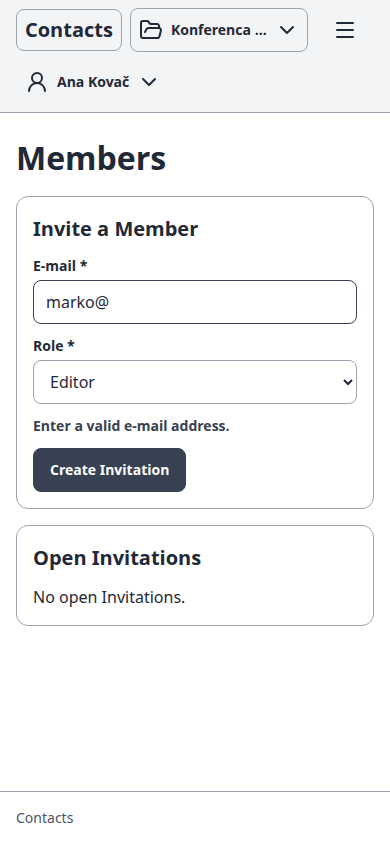 Contacts
Konferenca ...
Ana Kovač
Members
Invite a Member
E-mail *
marko@
Role *
Editor
Enter a valid e-mail address.
Create Invitation
Open Invitations
No open Invitations.
Contacts